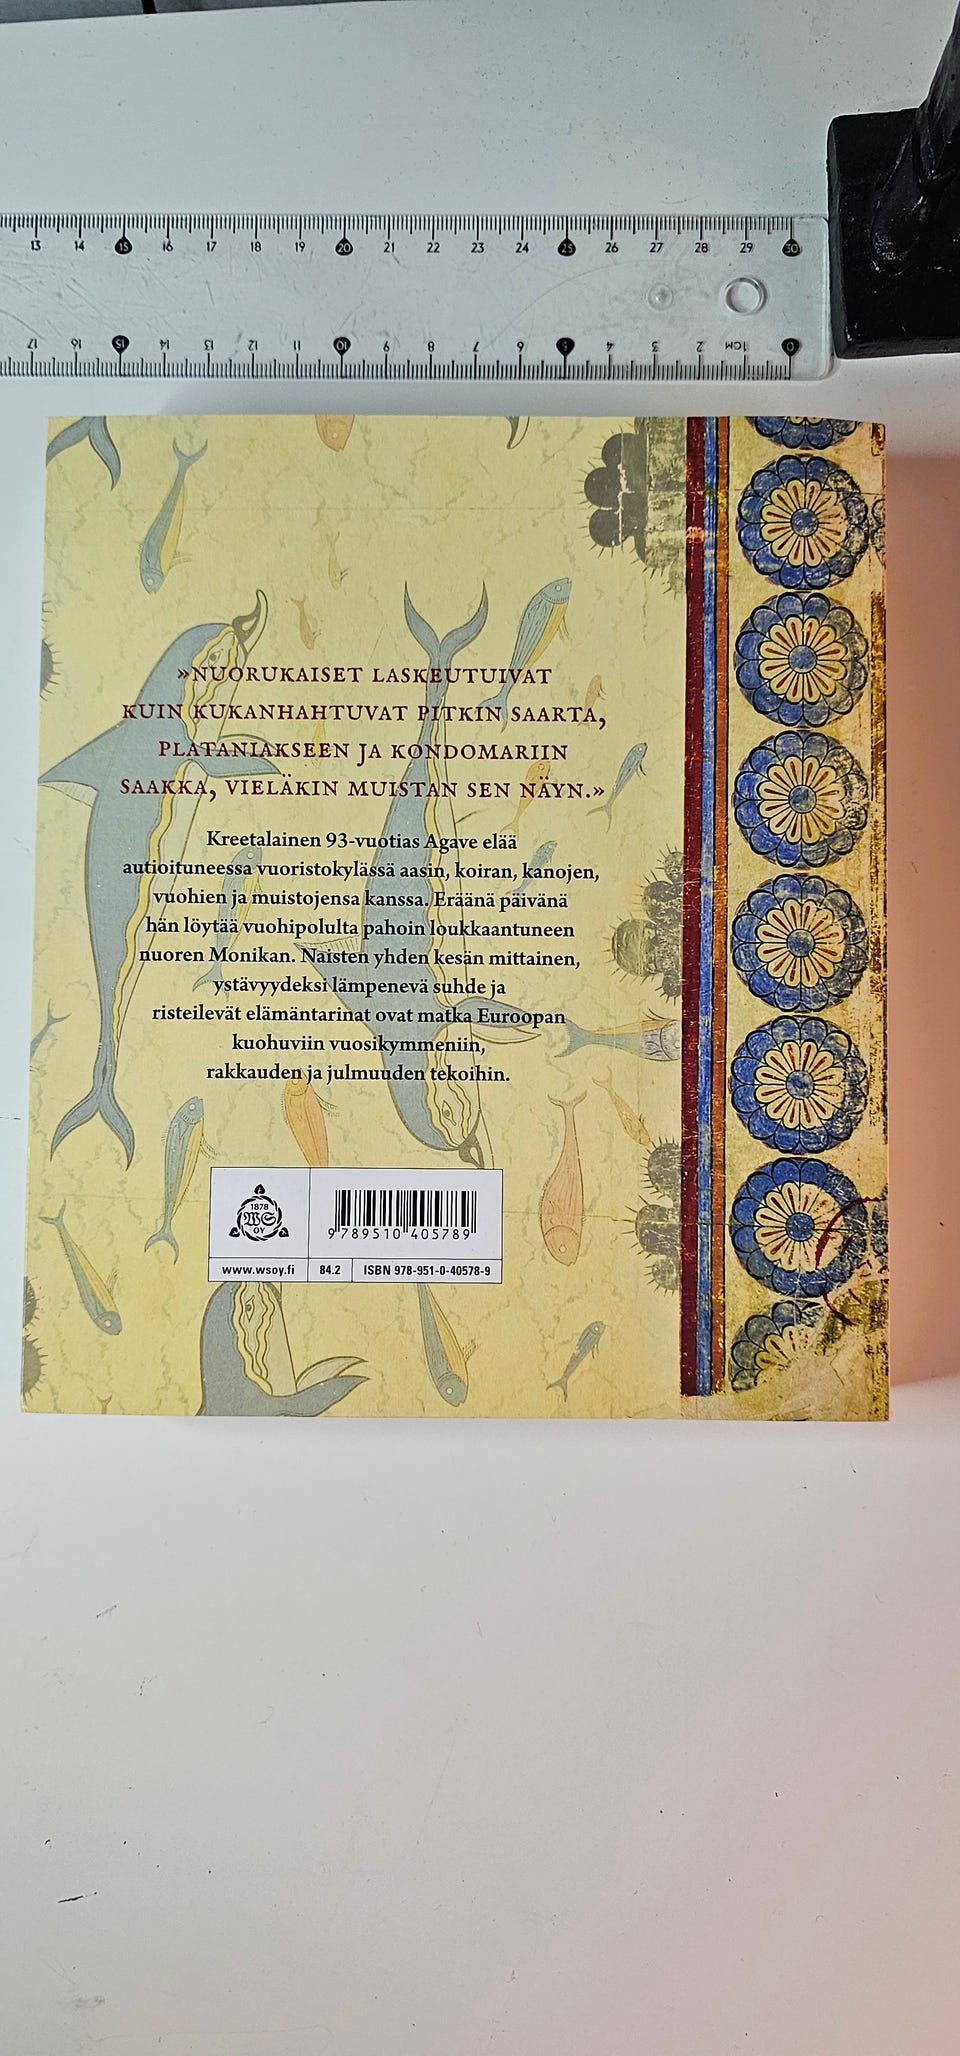 13 14 15 16 17 18 19 20 21 22 23 24 25 26 27 28 29 30
17 16 15 14 13 12 11 10 9 8 7 6 5 4 3 2 1CM 0
»NUORUKAISET LASKEUTUIVAT
KUIN KUKANHAHTUVAT PITKIN SAARTA,
PLATANIAKSEEN JA KONDOMARIIN
SAAKKA, VIELÄKIN MUISTAN SEN NÄYN.»
Kreetalainen 93-vuotias Agave elää
autioituneessa vuoristokylässä aasin, koiran, kanojen,
vuohien ja muistojensa kanssa. Eräänä päivänä
hän löytää vuohipolulta pahoin loukkaantuneen
nuoren Monikan. Naisten yhden kesän mittainen,
ystävyydeksi lämpenevä suhde ja
risteilevät elämäntarinat ovat matka Euroopan
kuohuviin vuosikymmeniin,
rakkauden ja julmuuden tekoihin.
1878
WS
OY
9 789510 405789
www.wsoy.fi 84.2 ISBN 978-951-0-40578-9